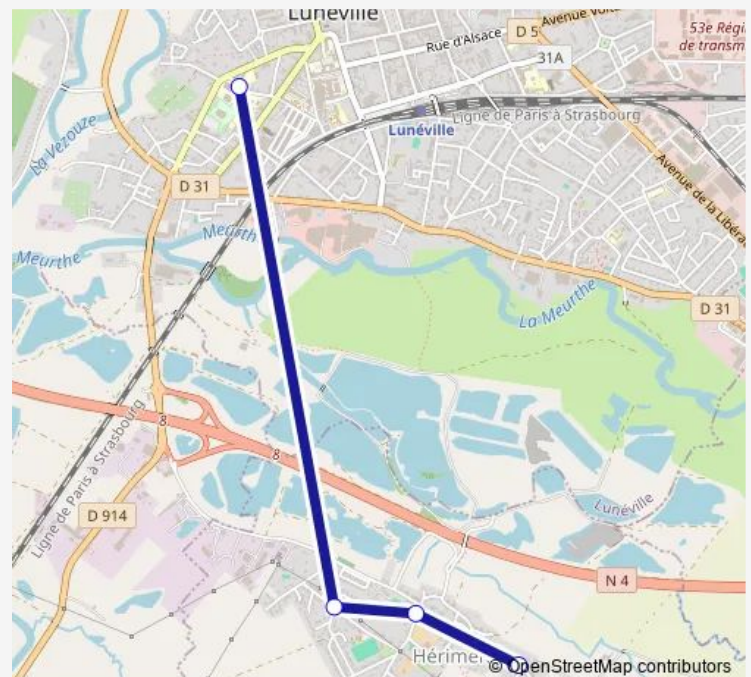 Lunéville
D 5
Avenue Volt
53e Régi
de transm
Rue d'Alsace
31A
Lunéville
Ligne de Paris à Strasbourg
La Vezouze
Avenue de la Libéra
D 31
Meurthe
Meurth
La Meurthe
D 31
8
8
Ligne de Paris à Strasbourg
Lunéville
D 914
N 4
Hérimé
© OpenStreetMap contributors